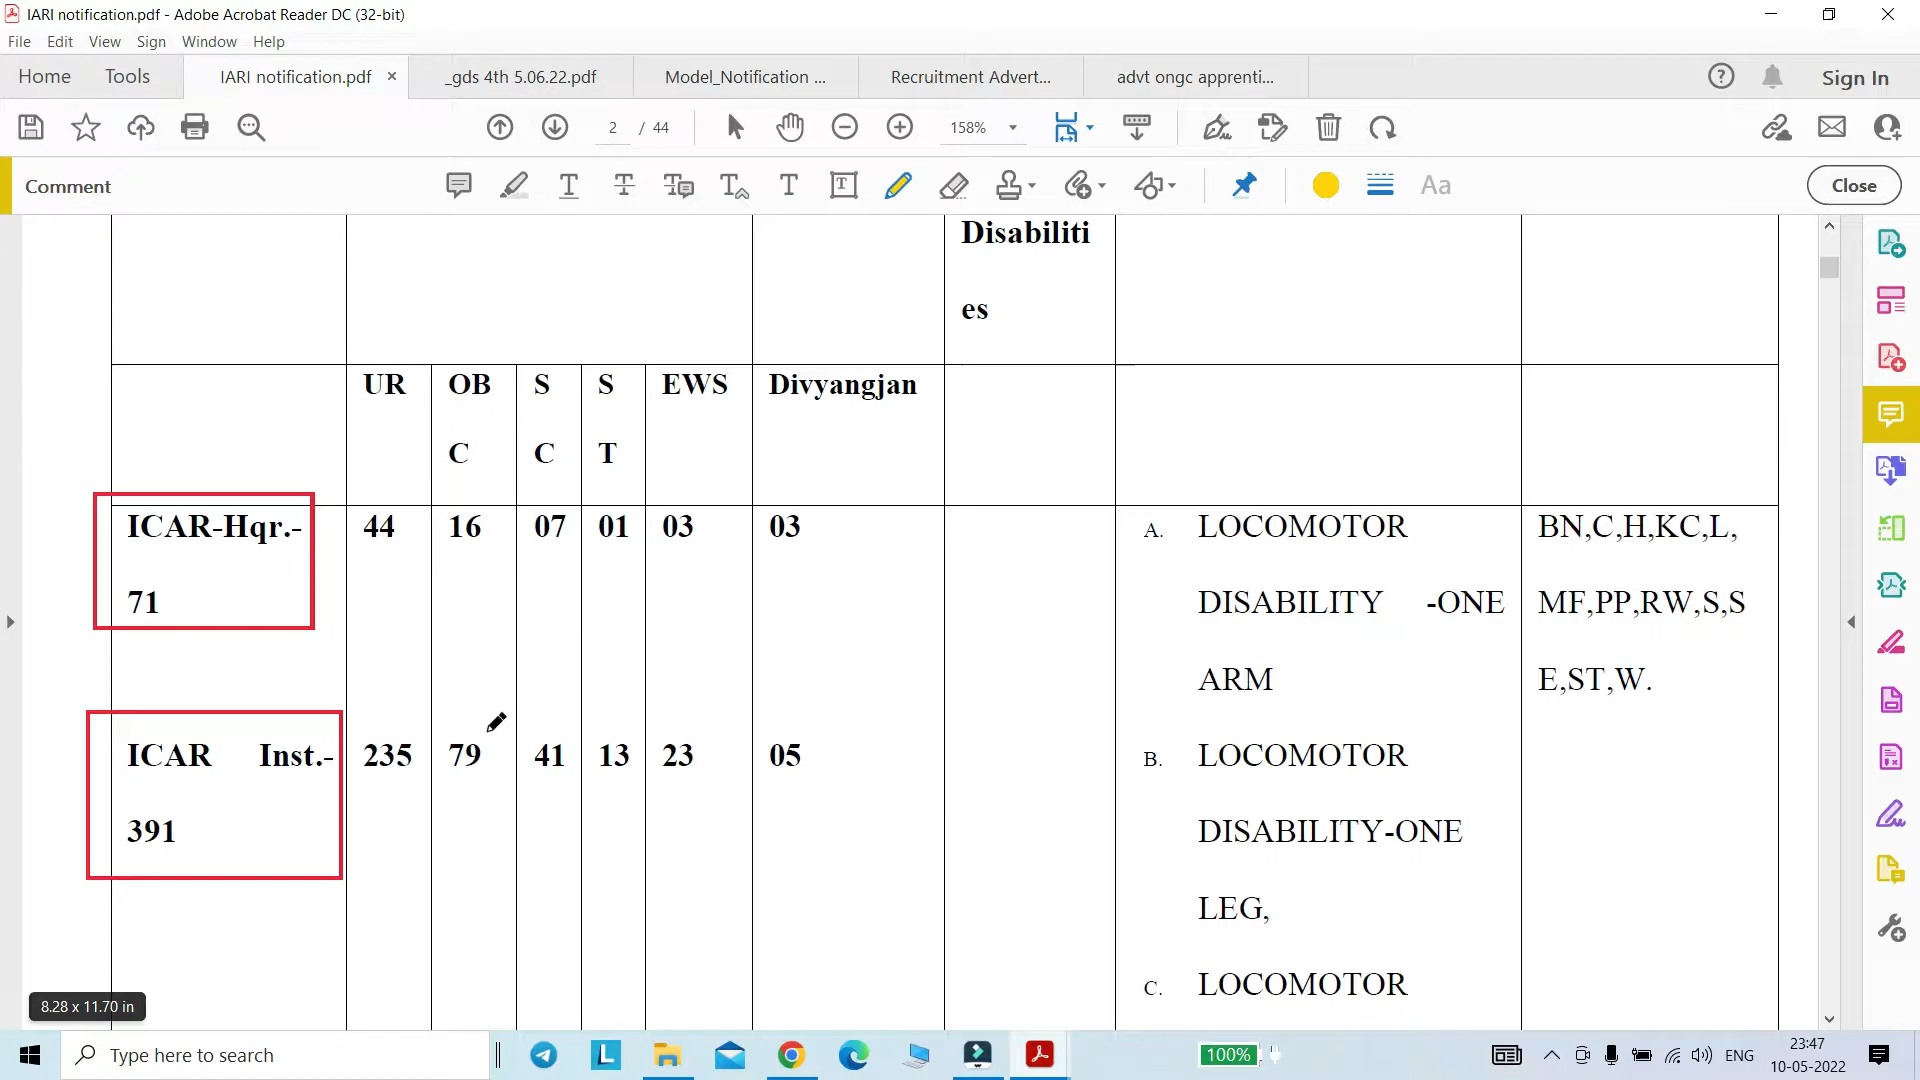 IARI notification.pdf - Adobe Acrobat Reader DC (32-bit)
File Edit View Sign Window Help
Home Tools IARI notification.pdf × _gds 4th 5.06.22.pdf Model_Notification ... Recruitment Advert... advt ongc apprenti... Sign In
2 / 44 158%
Comment Aa Close
Disabiliti
es
UR OB S S EWS Divyangjan
C C T
ICAR-Hqr.- 44 16 07 01 03 03 A. LOCOMOTOR BN,C,H,KC,L,
71 DISABILITY -ONE MF,PP,RW,S,S
ARM E,ST,W.
ICAR Inst.- 235 79 41 13 23 05 B. LOCOMOTOR
391 DISABILITY-ONE
LEG,
C. LOCOMOTOR
8.28 x 11.70 in
Type here to search 100% ENG 23:47
10-05-2022